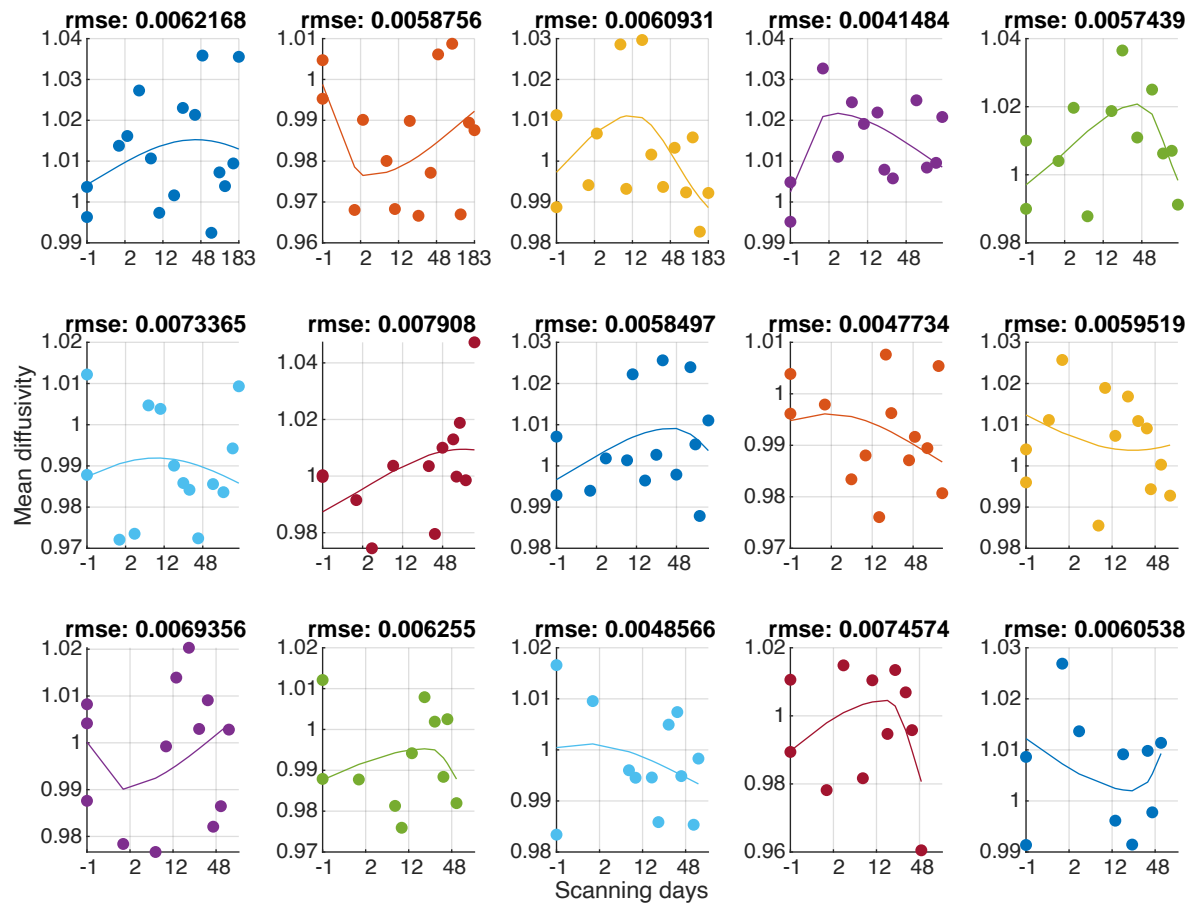 rmse: 0.0062168
1.04
1.03
1.02
1.01
1
0.99
-1 2 12 48 183
rmse: 0.0058756
1.01
1
0.99
0.98
0.97
0.96
-1 2 12 48 183
rmse: 0.0060931
1.03
1.02
1.01
1
0.99
0.98
-1 2 12 48 183
rmse: 0.0041484
1.04
1.03
1.02
1.01
1
0.99
-1 2 12 48
rmse: 0.0057439
1.04
1.02
1
0.98
-1 2 12 48
Mean diffusivity
rmse: 0.0073365
1.02
1.01
1
0.99
0.98
0.97
-1 2 12 48
rmse: 0.007908
1.04
1.02
1
0.98
-1 2 12 48
rmse: 0.0058497
1.03
1.02
1.01
1
0.99
0.98
-1 2 12 48
rmse: 0.0047734
1.01
1
0.99
0.98
0.97
-1 2 12 48
rmse: 0.0059519
1.03
1.02
1.01
1
0.99
0.98
-1 2 12 48
rmse: 0.0069356
1.02
1.01
1
0.99
0.98
-1 2 12 48
rmse: 0.006255
1.02
1.01
1
0.99
0.98
0.97
-1 2 12 48
rmse: 0.0048566
1.02
1.01
1
0.99
0.98
-1 2 12 48
rmse: 0.0074574
1.02
1
0.98
0.96
-1 2 12 48
rmse: 0.0060538
1.03
1.02
1.01
1
0.99
-1 2 12 48
Scanning days